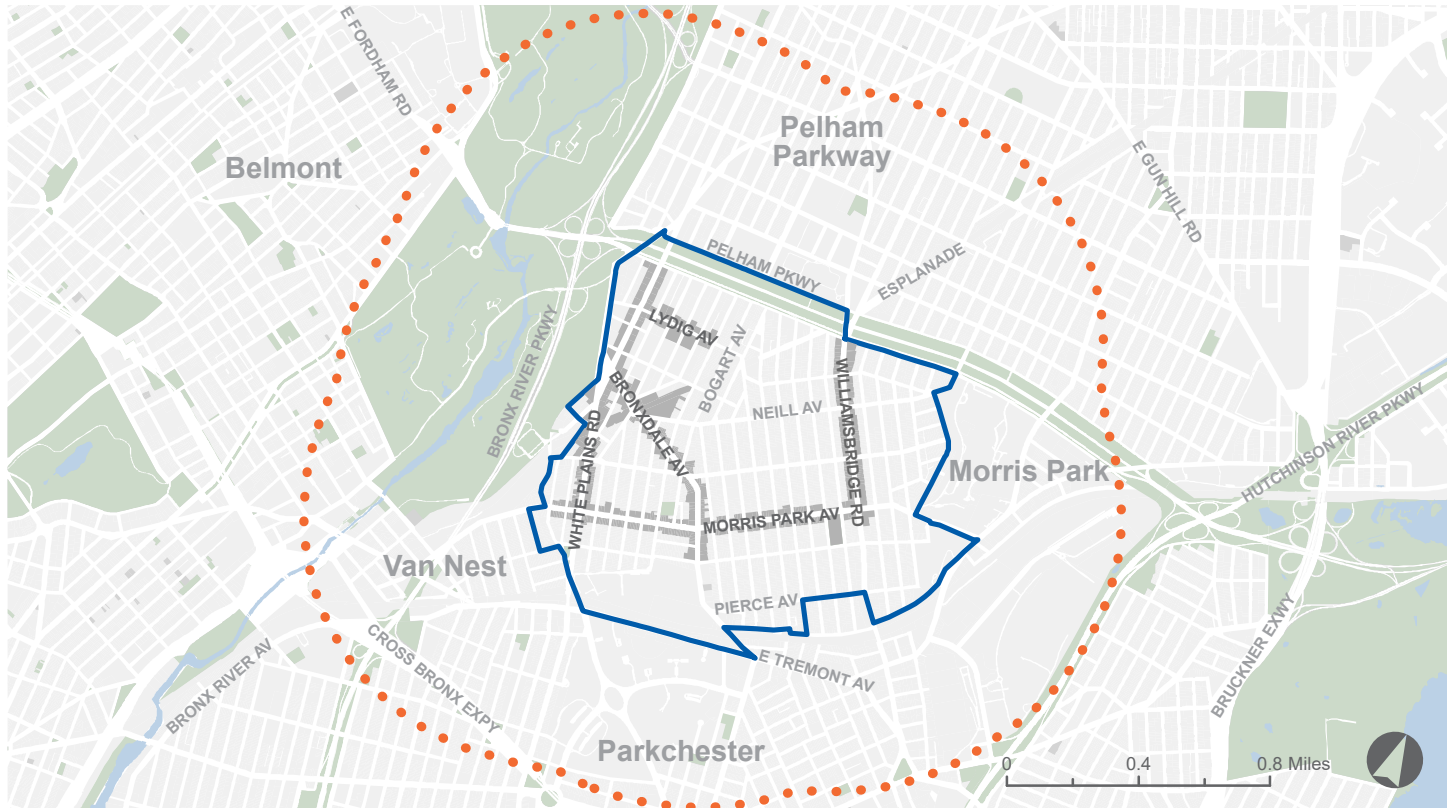 E FORDHAM RD
Pelham
Parkway
Belmont
E GUN HILL RD
PELHAM PKWY
ESPLANADE
LYDIG AV
BRONX RIVER PKWY
BOGART AV
BRONXDALE AV
NEILL AV
WILLIAMSBRIDGE RD
WHITE PLAINS RD
Morris Park
HUTCHINSON RIVER PKWY
MORRIS PARK AV
Van Nest
PIERCE AV
CROSS BRONX EXPY
BRONX RIVER AV
E TREMONT AV
BRUCKNER EXWY
Parkchester
0 0.4 0.8 Miles